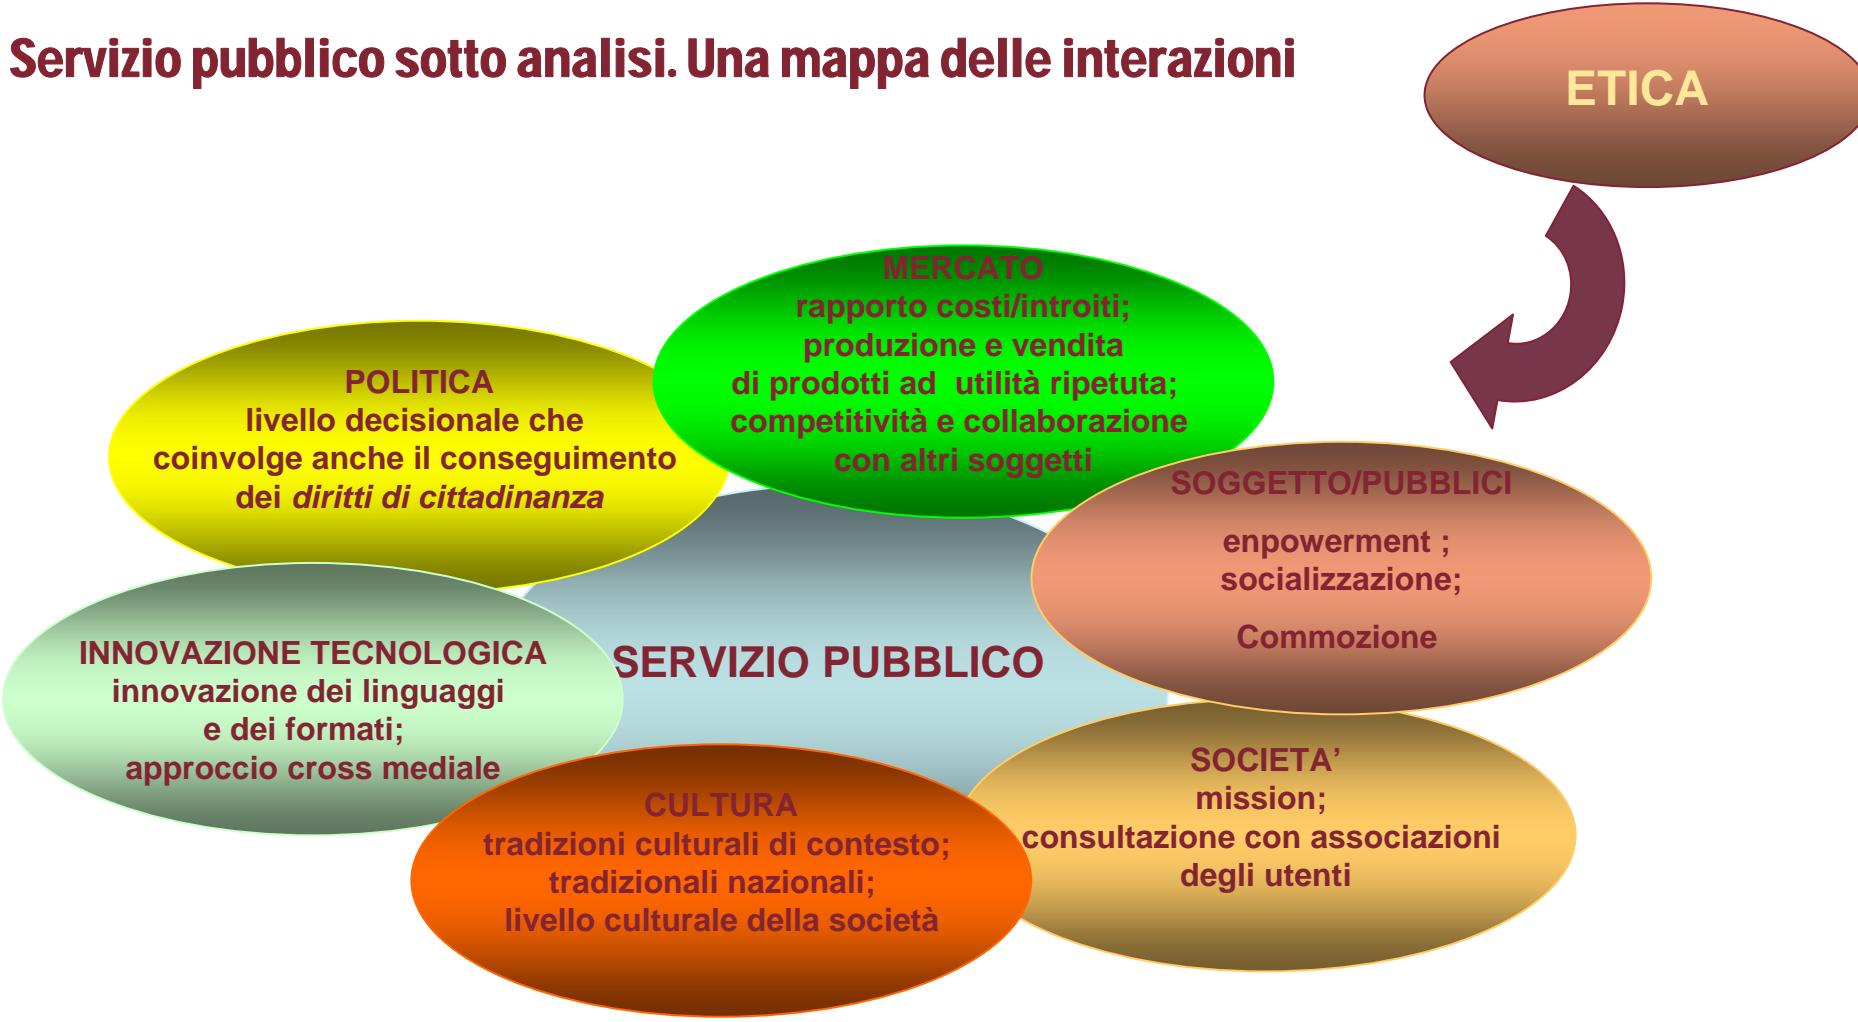 Servizio pubblico sotto analisi. Una mappa delle interazioni
ETICA
MERCATO
rapporto costi/introiti;
produzione e vendita
di prodotti ad utilità ripetuta;
competitività e collaborazione
con altri soggetti
POLITICA
livello decisionale che
coinvolge anche il conseguimento
dei diritti di cittadinanza
SOGGETTO/PUBBLICI
enpowerment ;
socializzazione;
Commozione
INNOVAZIONE TECNOLOGICA
innovazione dei linguaggi
e dei formati;
approccio cross mediale
SERVIZIO PUBBLICO
SOCIETA’
mission;
consultazione con associazioni
degli utenti
CULTURA
tradizioni culturali di contesto;
tradizionali nazionali;
livello culturale della società